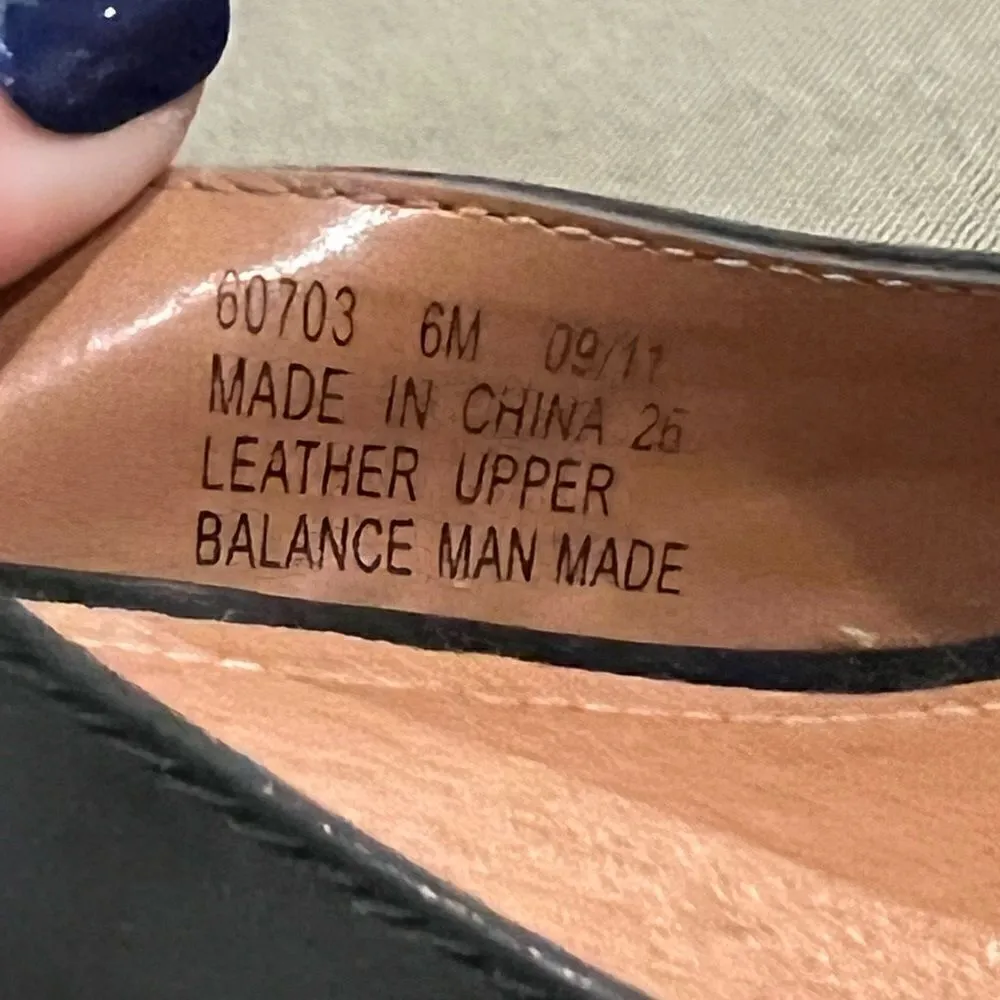 60703 6M 09/11
MADE IN CHINA 26
LEATHER UPPER
BALANCE MAN MADE